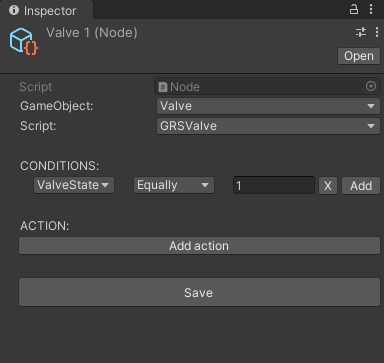 Inspector
Valve 1 (Node)
Open
Script Node
GameObject: Valve
Script: GRSValve
CONDITIONS:
ValveState Equally 1 X Add
ACTION:
Add action
Save